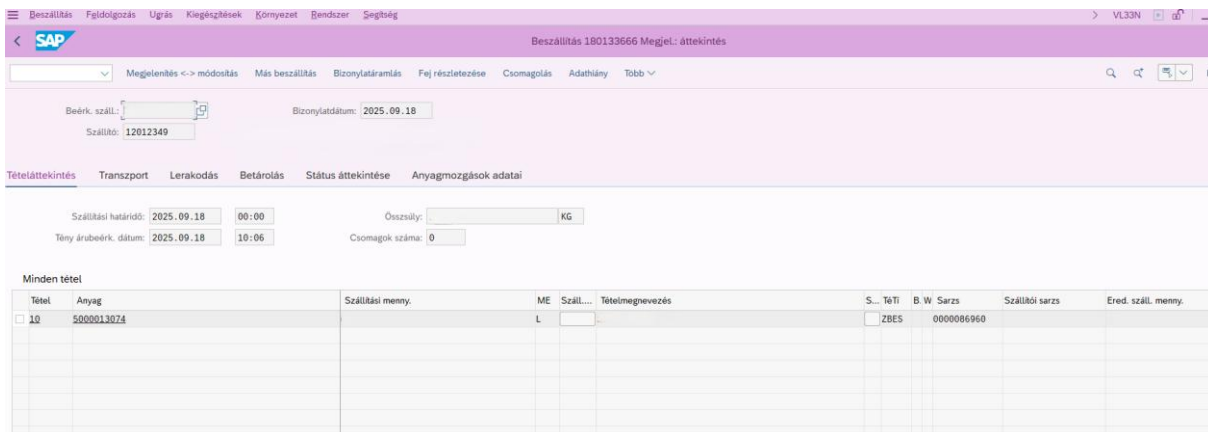 Beszállítás Feldolgozás Ugrás Kiegészítések Környezet Rendszer Segítség > VL33N
< SAP Beszállítás 180133666 Megjel.: áttekintés
Megjelenítés <-> módosítás Más beszállítás Bizonylatáramlás Fej részletezése Csomagolás Adathiány Több
Beérk. száll.: Bizonylatdátum: 2025.09.18
Szállító: 12012349
Tételáttekintés Transzport Lerakodás Betárolás Státus áttekintése Anyagmozgások adatai
Szállítási határidő: 2025.09.18 00:00 Összsúly: KG
Tény árubeérk. dátum: 2025.09.18 10:06 Csomagok száma: 0
Minden tétel
Tétel Anyag Szállítási menny. ME Száll.... Tételmegnevezés S... TéTi B. W Sarzs Szállítói sarzs Ered. száll. menny.
10 5000013074 L ZBES 0000086960